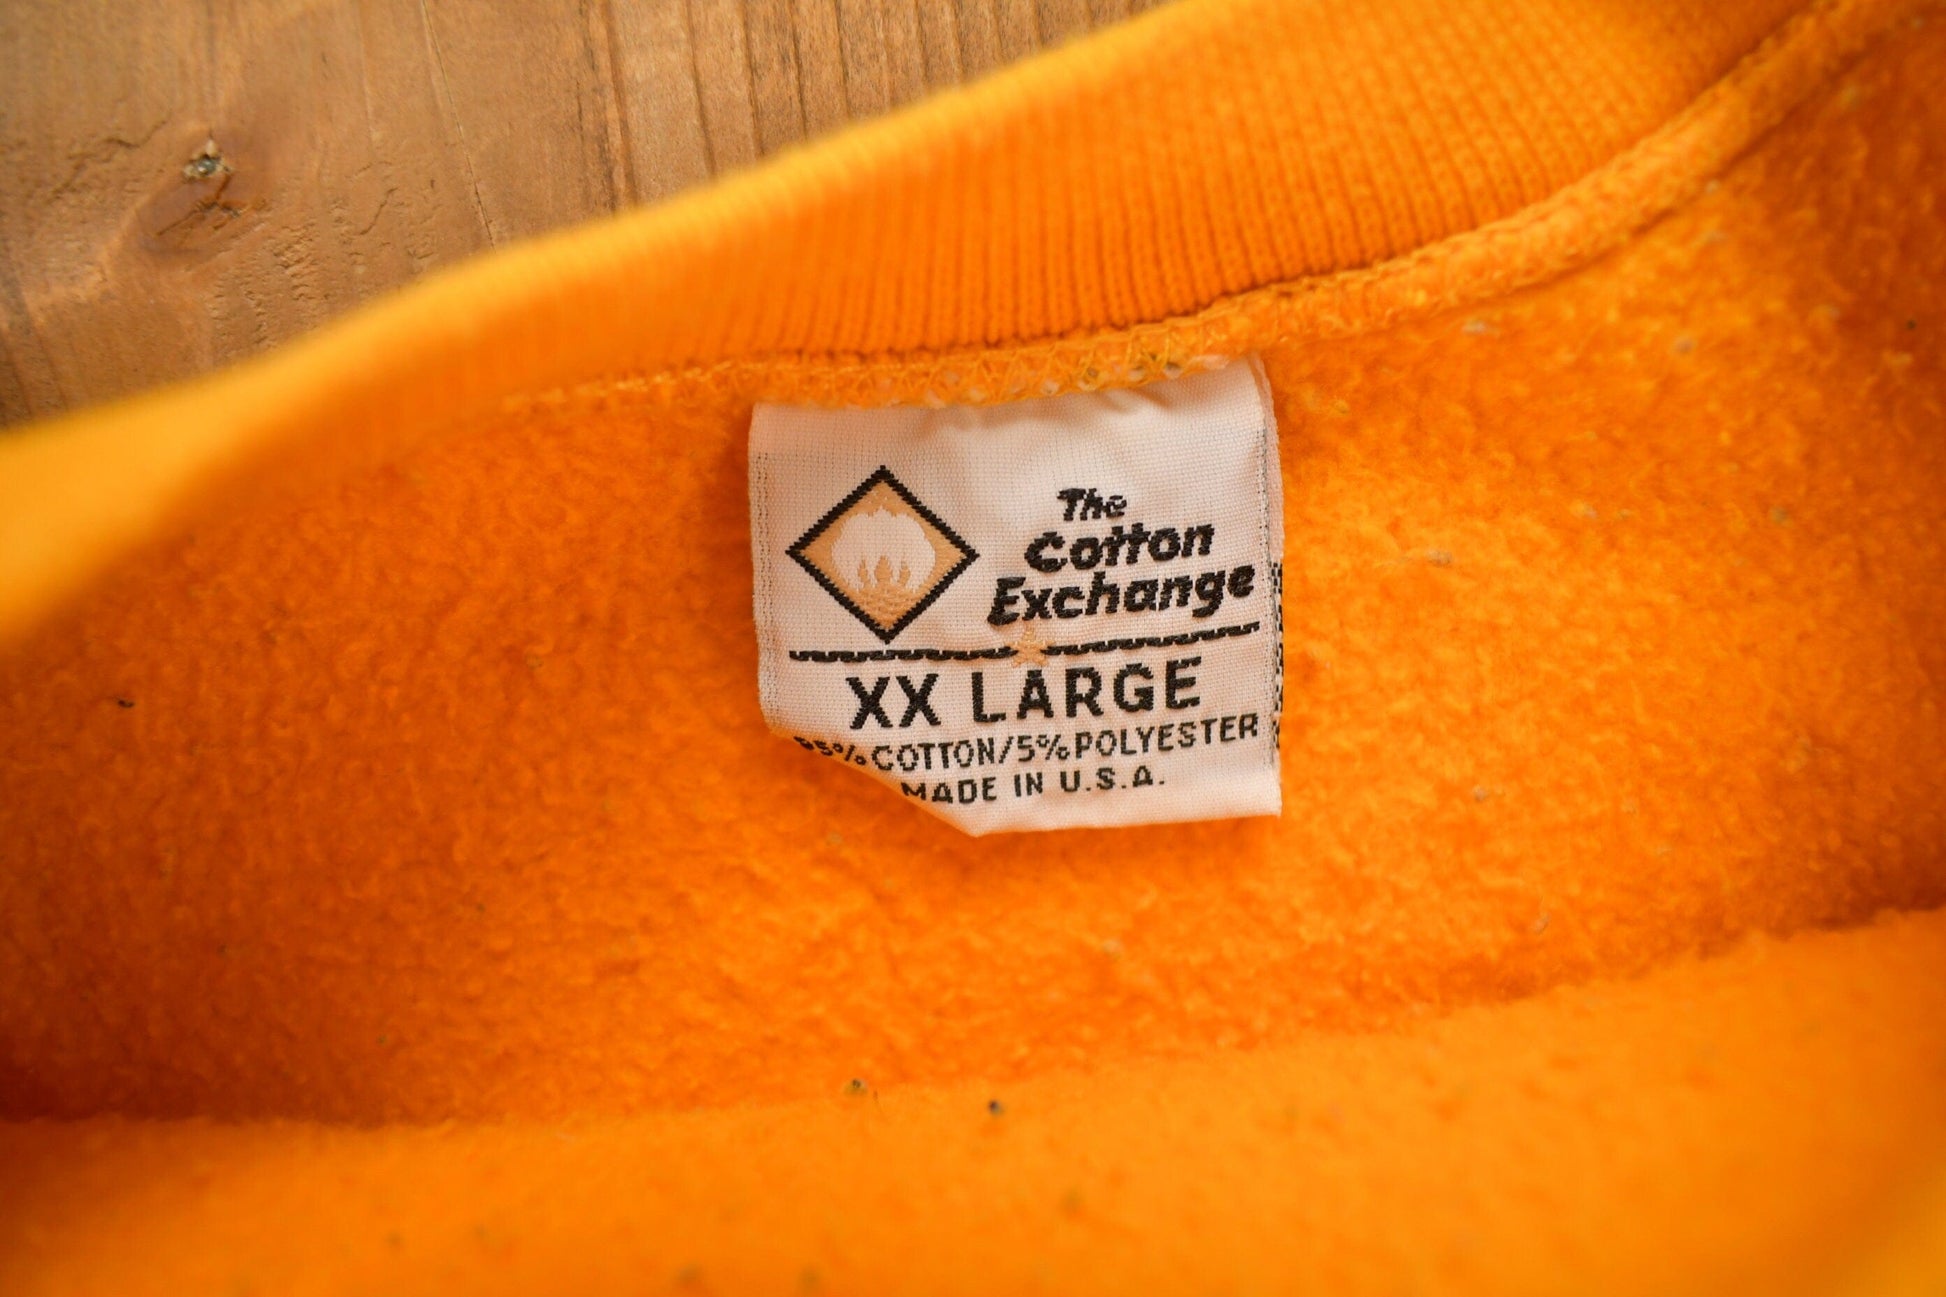 The
Cotton
Exchange
XX LARGE
95% COTTON/5% POLYESTER
MADE IN U.S.A.